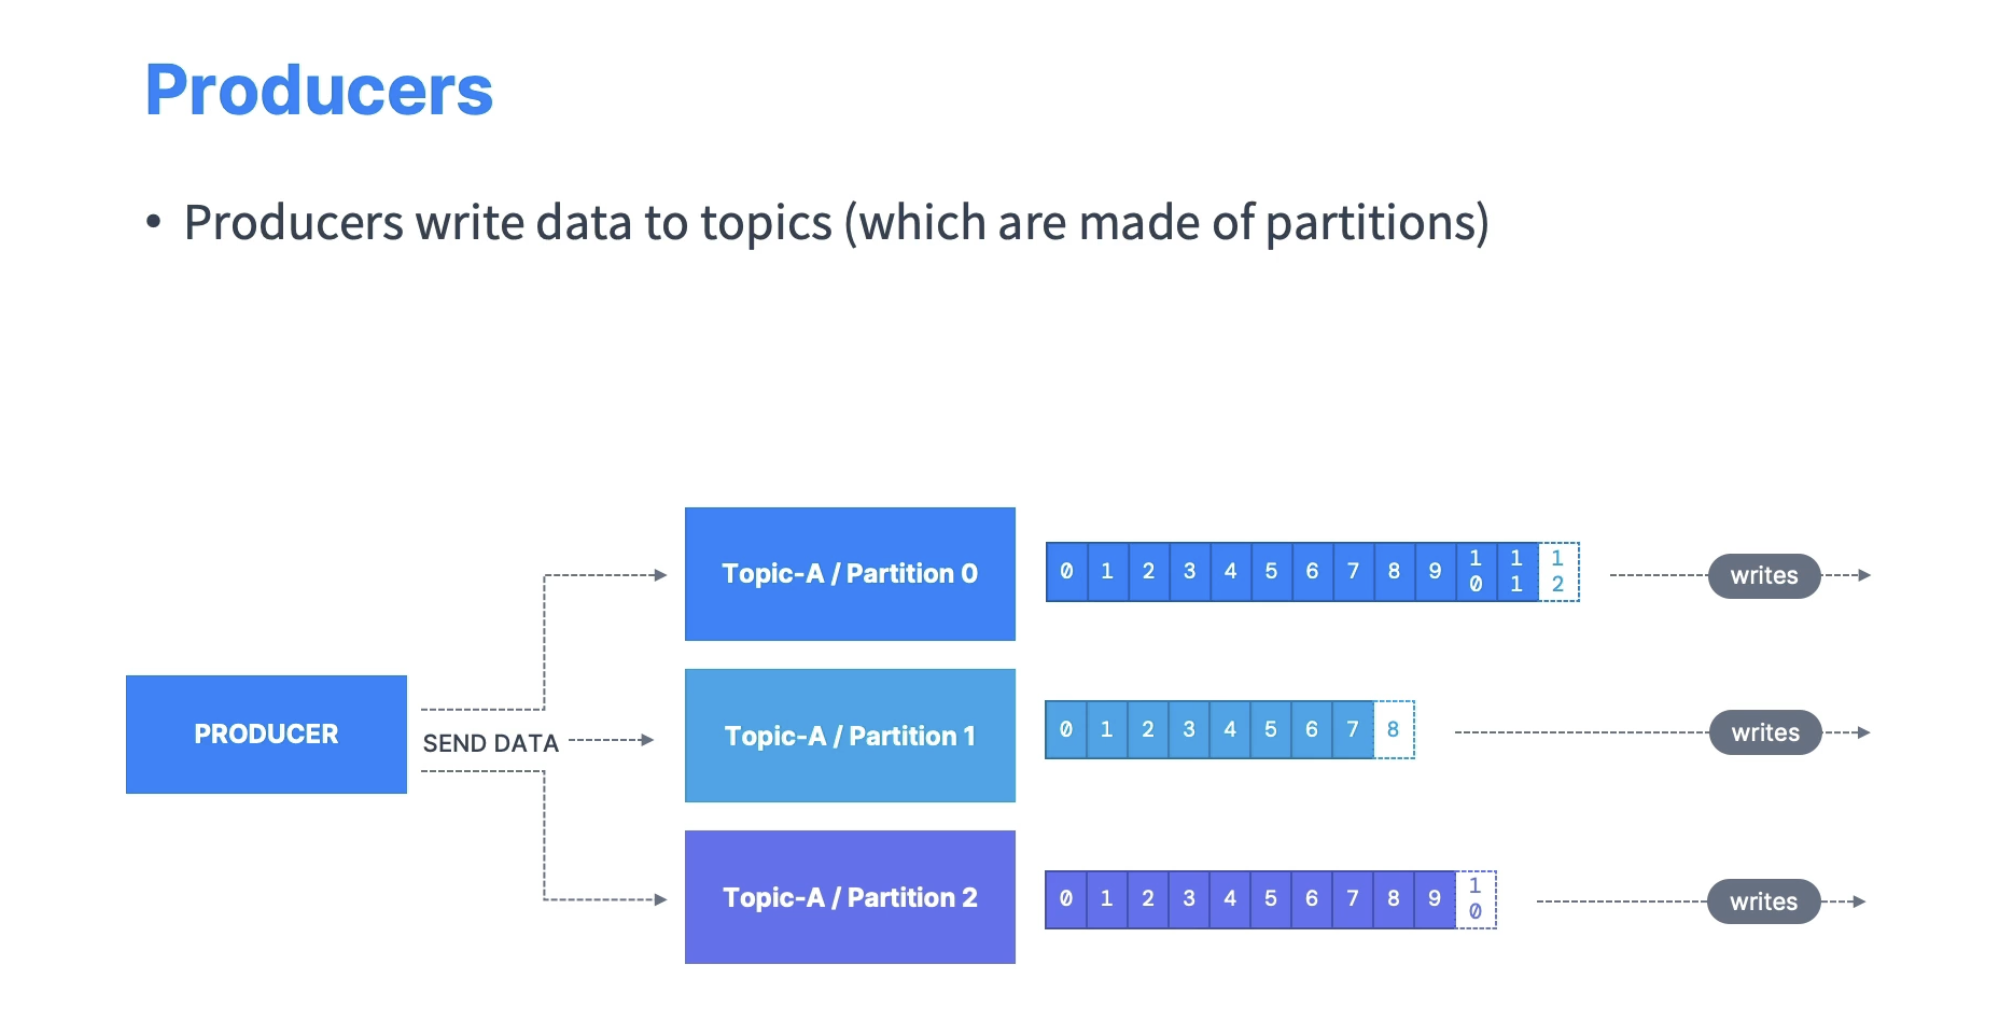 Producers
• Producers write data to topics (which are made of partitions)
Topic-A / Partition 0
0 1 2 3 4 5 6 7 8 9 10 11 12
writes
PRODUCER
SEND DATA
Topic-A / Partition 1
0 1 2 3 4 5 6 7 8
writes
Topic-A / Partition 2
0 1 2 3 4 5 6 7 8 9 10
writes